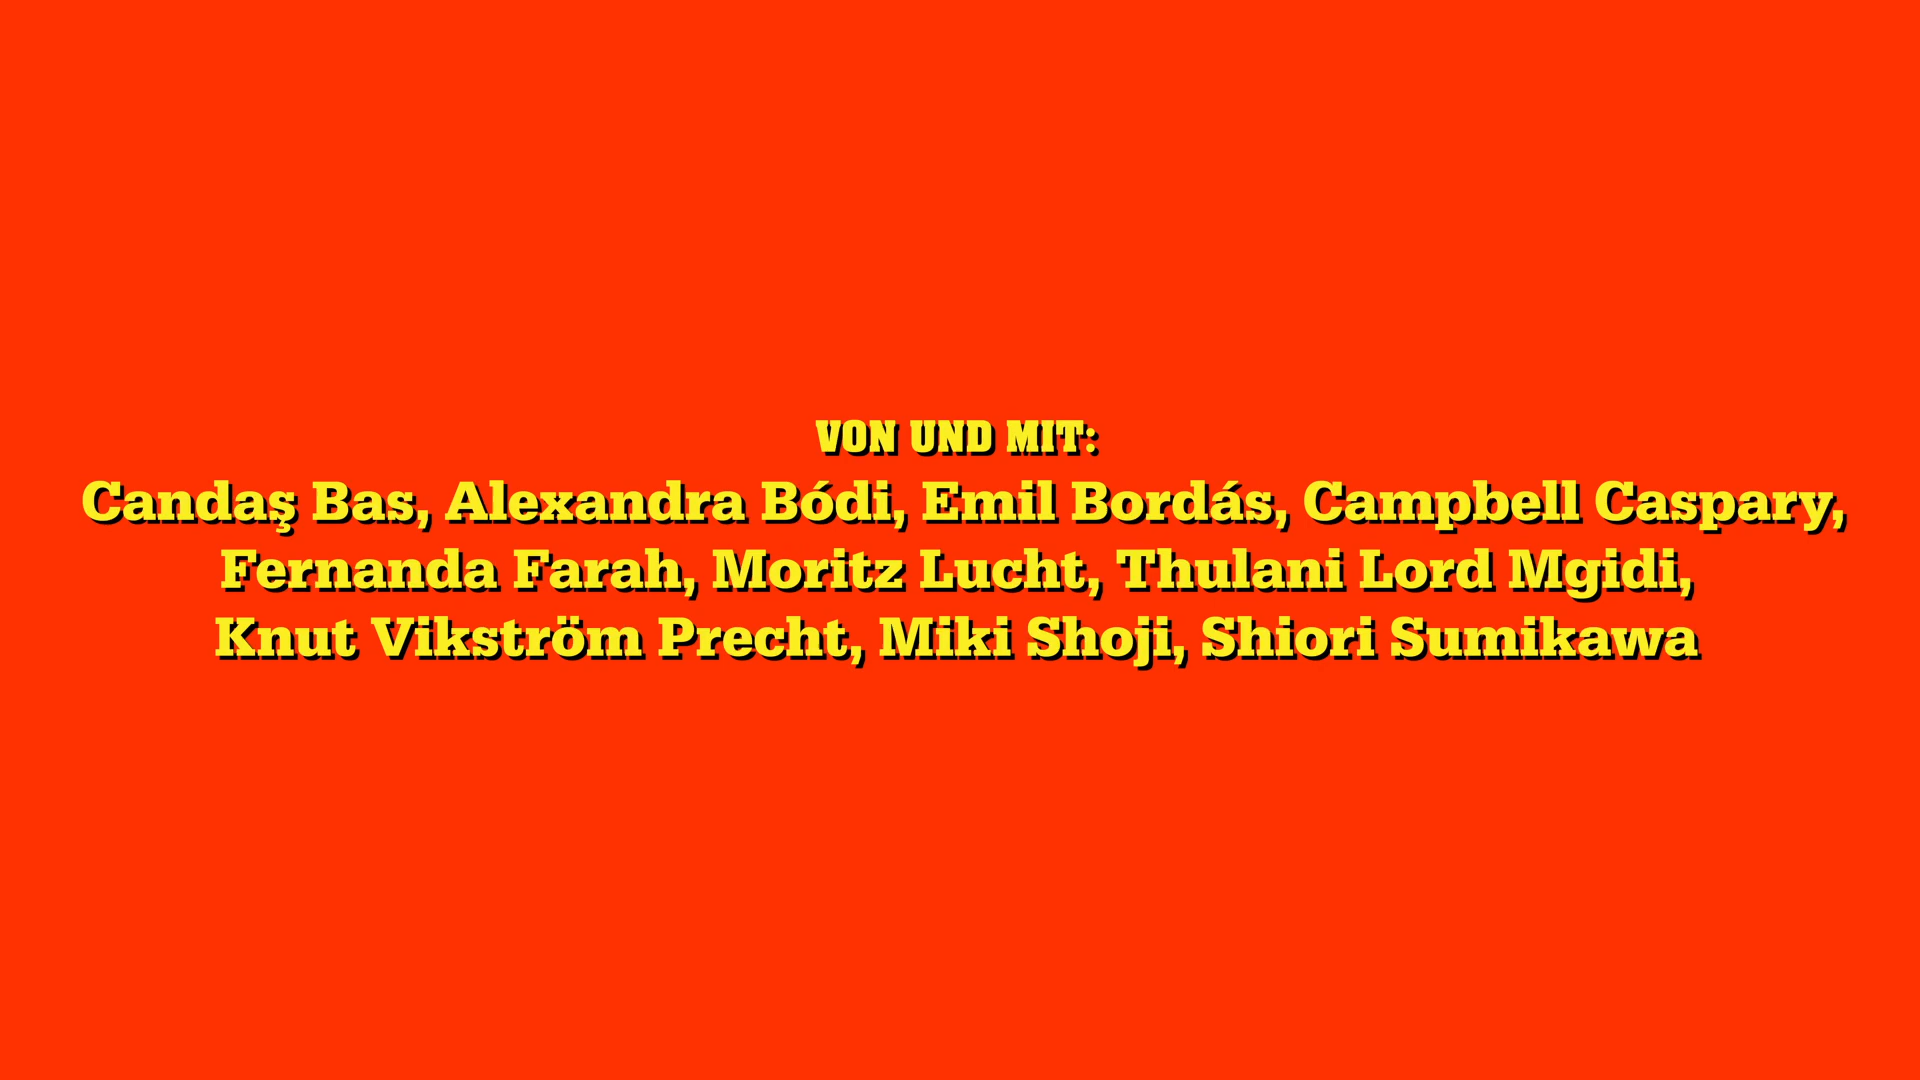 VON UND MIT:
Candaş Bas, Alexandra Bódi, Emil Bordás, Campbell Caspary,
Fernanda Farah, Moritz Lucht, Thulani Lord Mgidi,
Knut Vikström Precht, Miki Shoji, Shiori Sumikawa